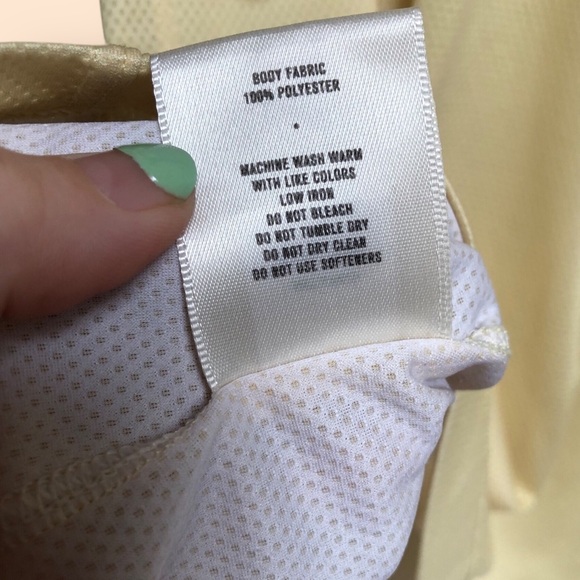 BODY FABRIC
100% POLYESTER
•
MACHINE WASH WARM
WITH LIKE COLORS
LOW IRON
DO NOT BLEACH
DO NOT TUMBLE DRY
DO NOT DRY CLEAN
DO NOT USE SOFTENERS